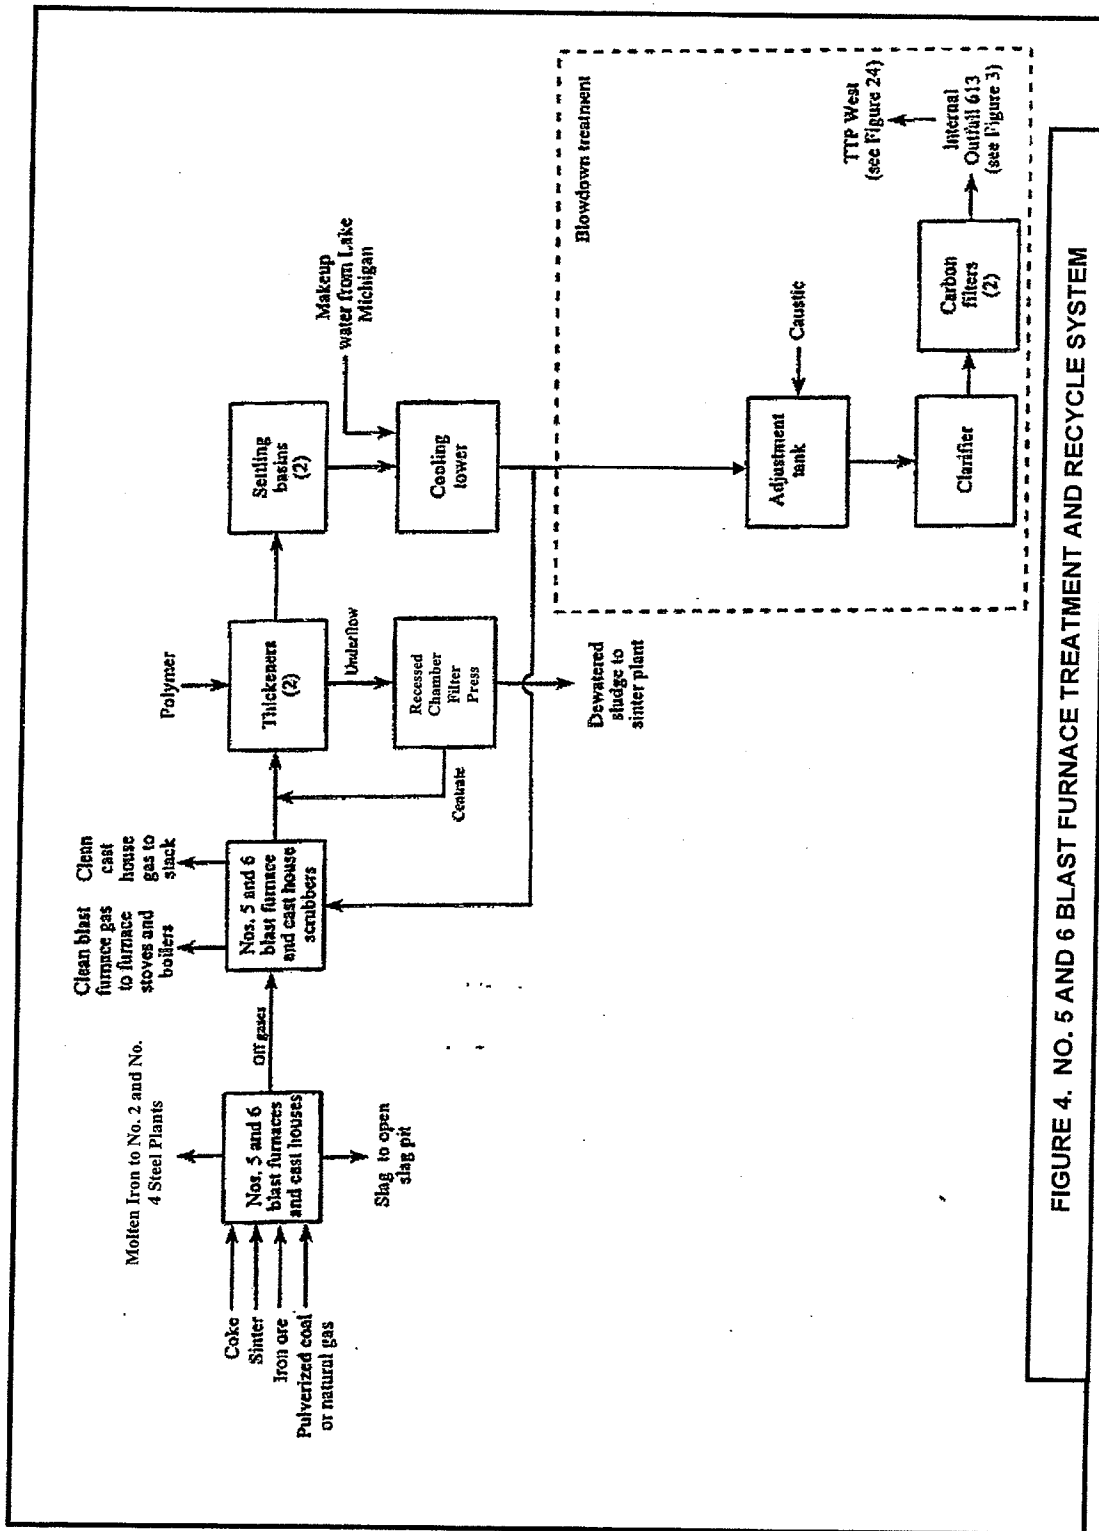 Molten Iron to No. 2 and No.
4 Steel Plants
Coke
Sinter
Iron ore
Pulverized coal
or natural gas
Nos. 5 and 6
blast furnaces
and cast houses
Slag to open
slag pit
Off gases
Clean blast
furnace gas
to furnace
stoves and
boilers
Clean
cast
house
gas to
stack
Nos. 5 and 6
blast furnace
and cast house
scrubbers
Polymer
Thickeners
(2)
Underflow
Centrate
Recessed
Chamber
Filter
Press
Dewatered
sludge to
sinter plant
Settling
basins
(2)
Makeup
water from Lake
Michigan
Cooling
tower
Blowdown treatment
Caustic
Adjustment
tank
Clarifier
Carbon
filters
(2)
Internal
Outfall 613
(see Figure 3)
TTP West
(see Figure 24)
FIGURE 4. NO. 5 AND 6 BLAST FURNACE TREATMENT AND RECYCLE SYSTEM